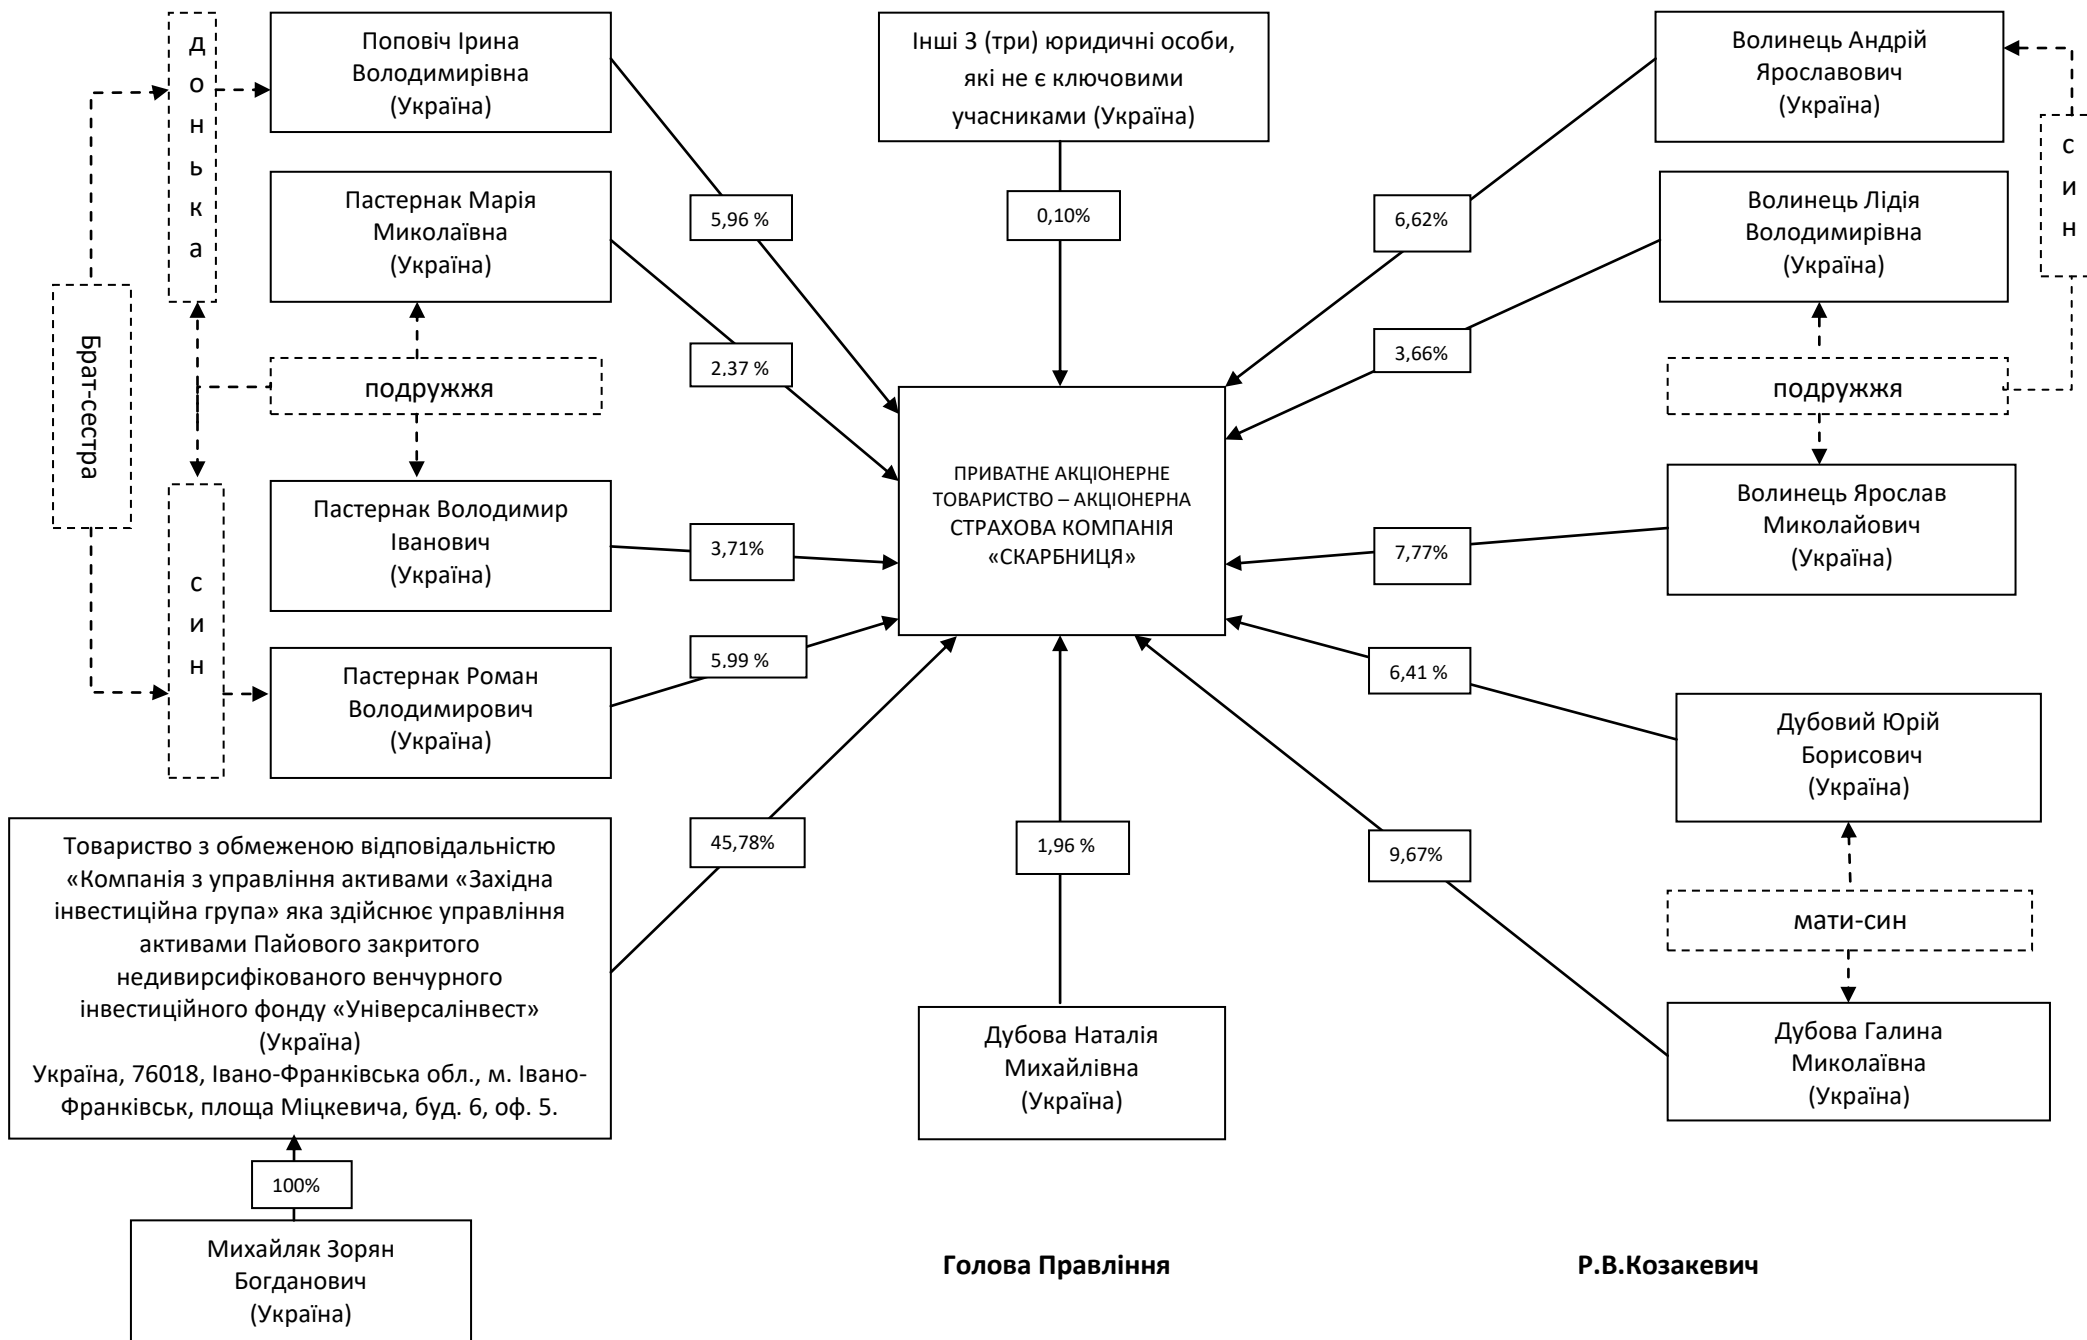 Поповіч Ірина
Володимирівна
(Україна)
Інші 3 (три) юридичні особи,
які не є ключовими
учасниками (Україна)
Волинець Андрій
Ярославович
(Україна)
донька
син
Пастернак Марія
Миколаївна
(Україна)
5,96 %
0,10%
6,62%
Волинець Лідія
Володимирівна
(Україна)
Брат-сестра
подружжя
2,37 %
3,66%
подружжя
ПРИВАТНЕ АКЦІОНЕРНЕ
ТОВАРИСТВО – АКЦІОНЕРНА
СТРАХОВА КОМПАНІЯ
«СКАРБНИЦЯ»
Пастернак Володимир
Іванович
(Україна)
3,71%
7,77%
Волинець Ярослав
Миколайович
(Україна)
син
Пастернак Роман
Володимирович
(Україна)
5,99 %
6,41 %
Дубовий Юрій
Борисович
(Україна)
Товариство з обмеженою відповідальністю
«Компанія з управління активами «Західна
інвестиційна група» яка здійснює управління
активами Пайового закритого
недивирсифікованого венчурного
інвестиційного фонду «Універсалінвест»
(Україна)
Україна, 76018, Івано-Франківська обл., м. Івано-
Франківськ, площа Міцкевича, буд. 6, оф. 5.
45,78%
1,96 %
9,67%
мати-син
Дубова Наталія
Михайлівна
(Україна)
Дубова Галина
Миколаївна
(Україна)
100%
Михайляк Зорян
Богданович
(Україна)
Голова Правління
Р.В.Козакевич